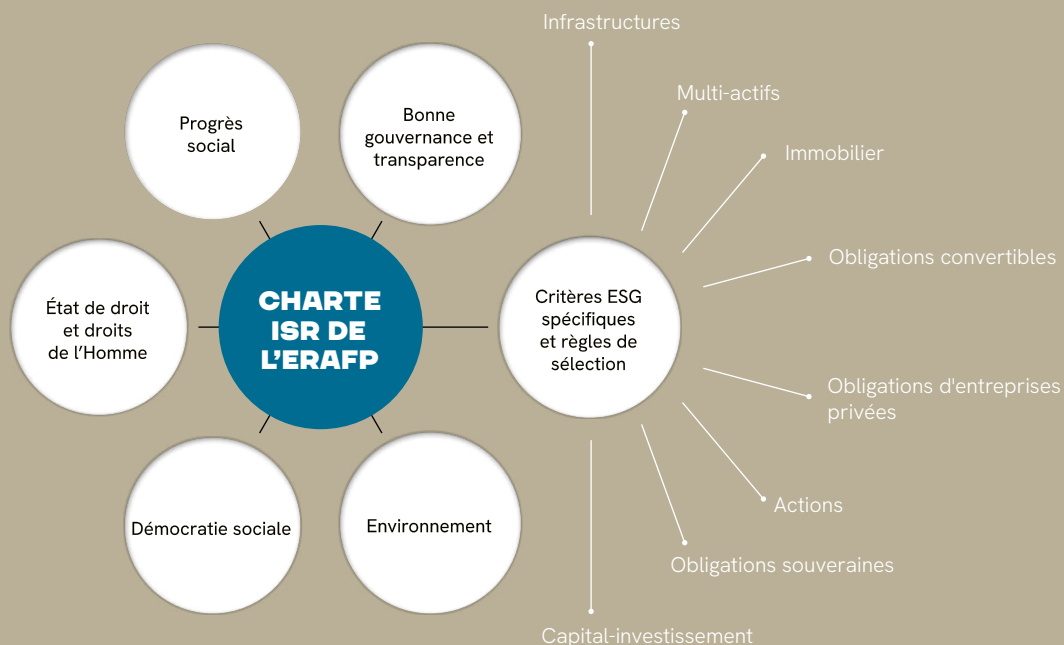 Infrastructures
Multi-actifs
Immobilier
Progrès
social
Bonne
gouvernance et
transparence
État de droit
et droits
de l’Homme
CHARTE
ISR DE
L’ERAFP
Critères ESG
spécifiques
et règles de
sélection
Obligations convertibles
Obligations d'entreprises
privées
Démocratie sociale
Environnement
Actions
Obligations souveraines
Capital-investissement